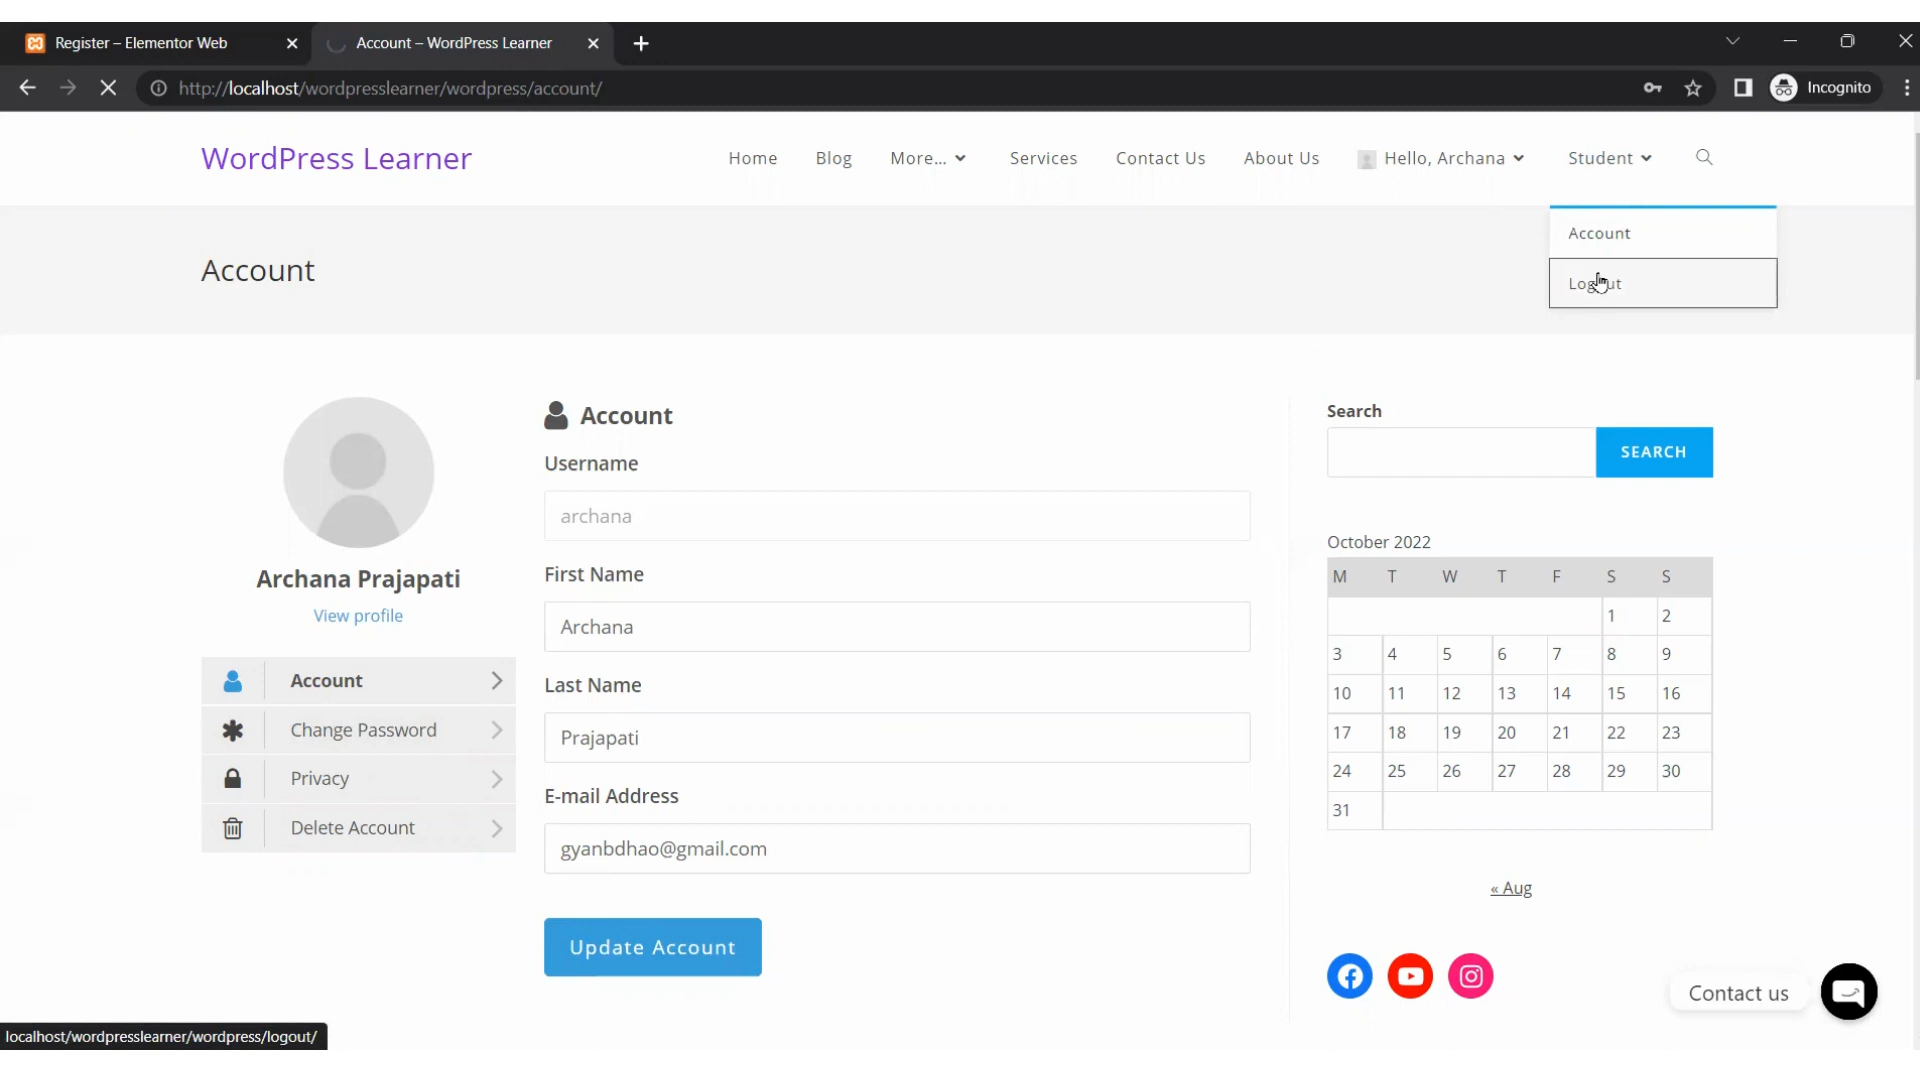 Register – Elementor Web
Account – WordPress Learner
http://localhost/wordpresslearner/wordpress/account/
Incognito
WordPress Learner
Home
Blog
More...
Services
Contact Us
About Us
Hello, Archana
Student
Account
Account
Logout
Archana Prajapati
View profile
Account
Change Password
Privacy
Delete Account
Account
Username
archana
First Name
Archana
Last Name
Prajapati
E-mail Address
gyanbdhao@gmail.com
Update Account
Search
SEARCH
October 2022
M T W T F S S
1 2
3 4 5 6 7 8 9
10 11 12 13 14 15 16
17 18 19 20 21 22 23
24 25 26 27 28 29 30
31
« Aug
Contact us
localhost/wordpresslearner/wordpress/logout/